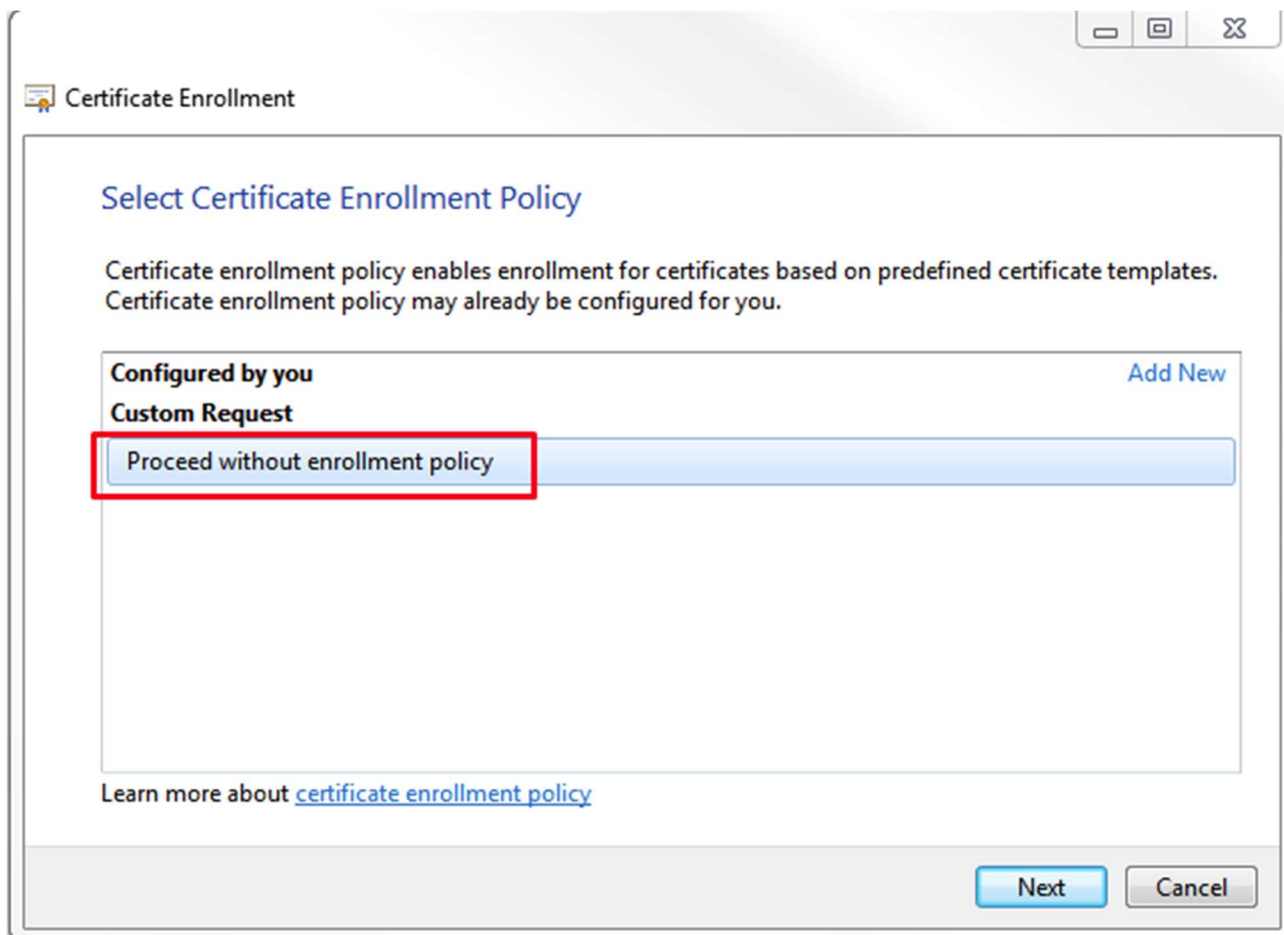 Certificate Enrollment
Select Certificate Enrollment Policy
Certificate enrollment policy enables enrollment for certificates based on predefined certificate templates.
Certificate enrollment policy may already be configured for you.
Configured by you
Add New
Custom Request
Proceed without enrollment policy
Learn more about certificate enrollment policy
Next
Cancel